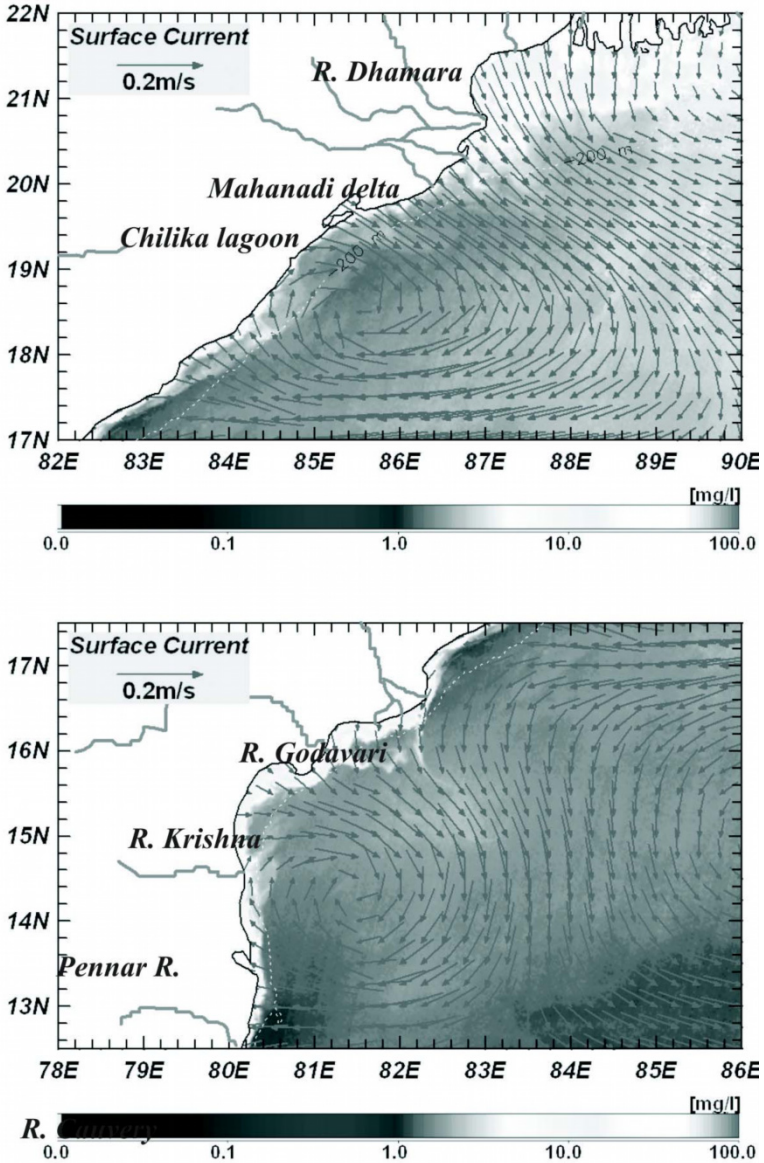 22N
Surface Current
0.2m/s
R. Dhamara
21N
-200 m
20N
Mahanadi delta
Chilika lagoon
-200 m
19N
18N
17N
82E 83E 84E 85E 86E 87E 88E 89E 90E
[mg/l]
0.0 0.1 1.0 10.0 100.0
Surface Current
17N
0.2m/s
16N
R. Godavari
15N
R. Krishna
14N
Pennar R.
13N
78E 79E 80E 81E 82E 83E 84E 85E 86E
[mg/l]
R. Cauvery
0.0 0.1 1.0 10.0 100.0